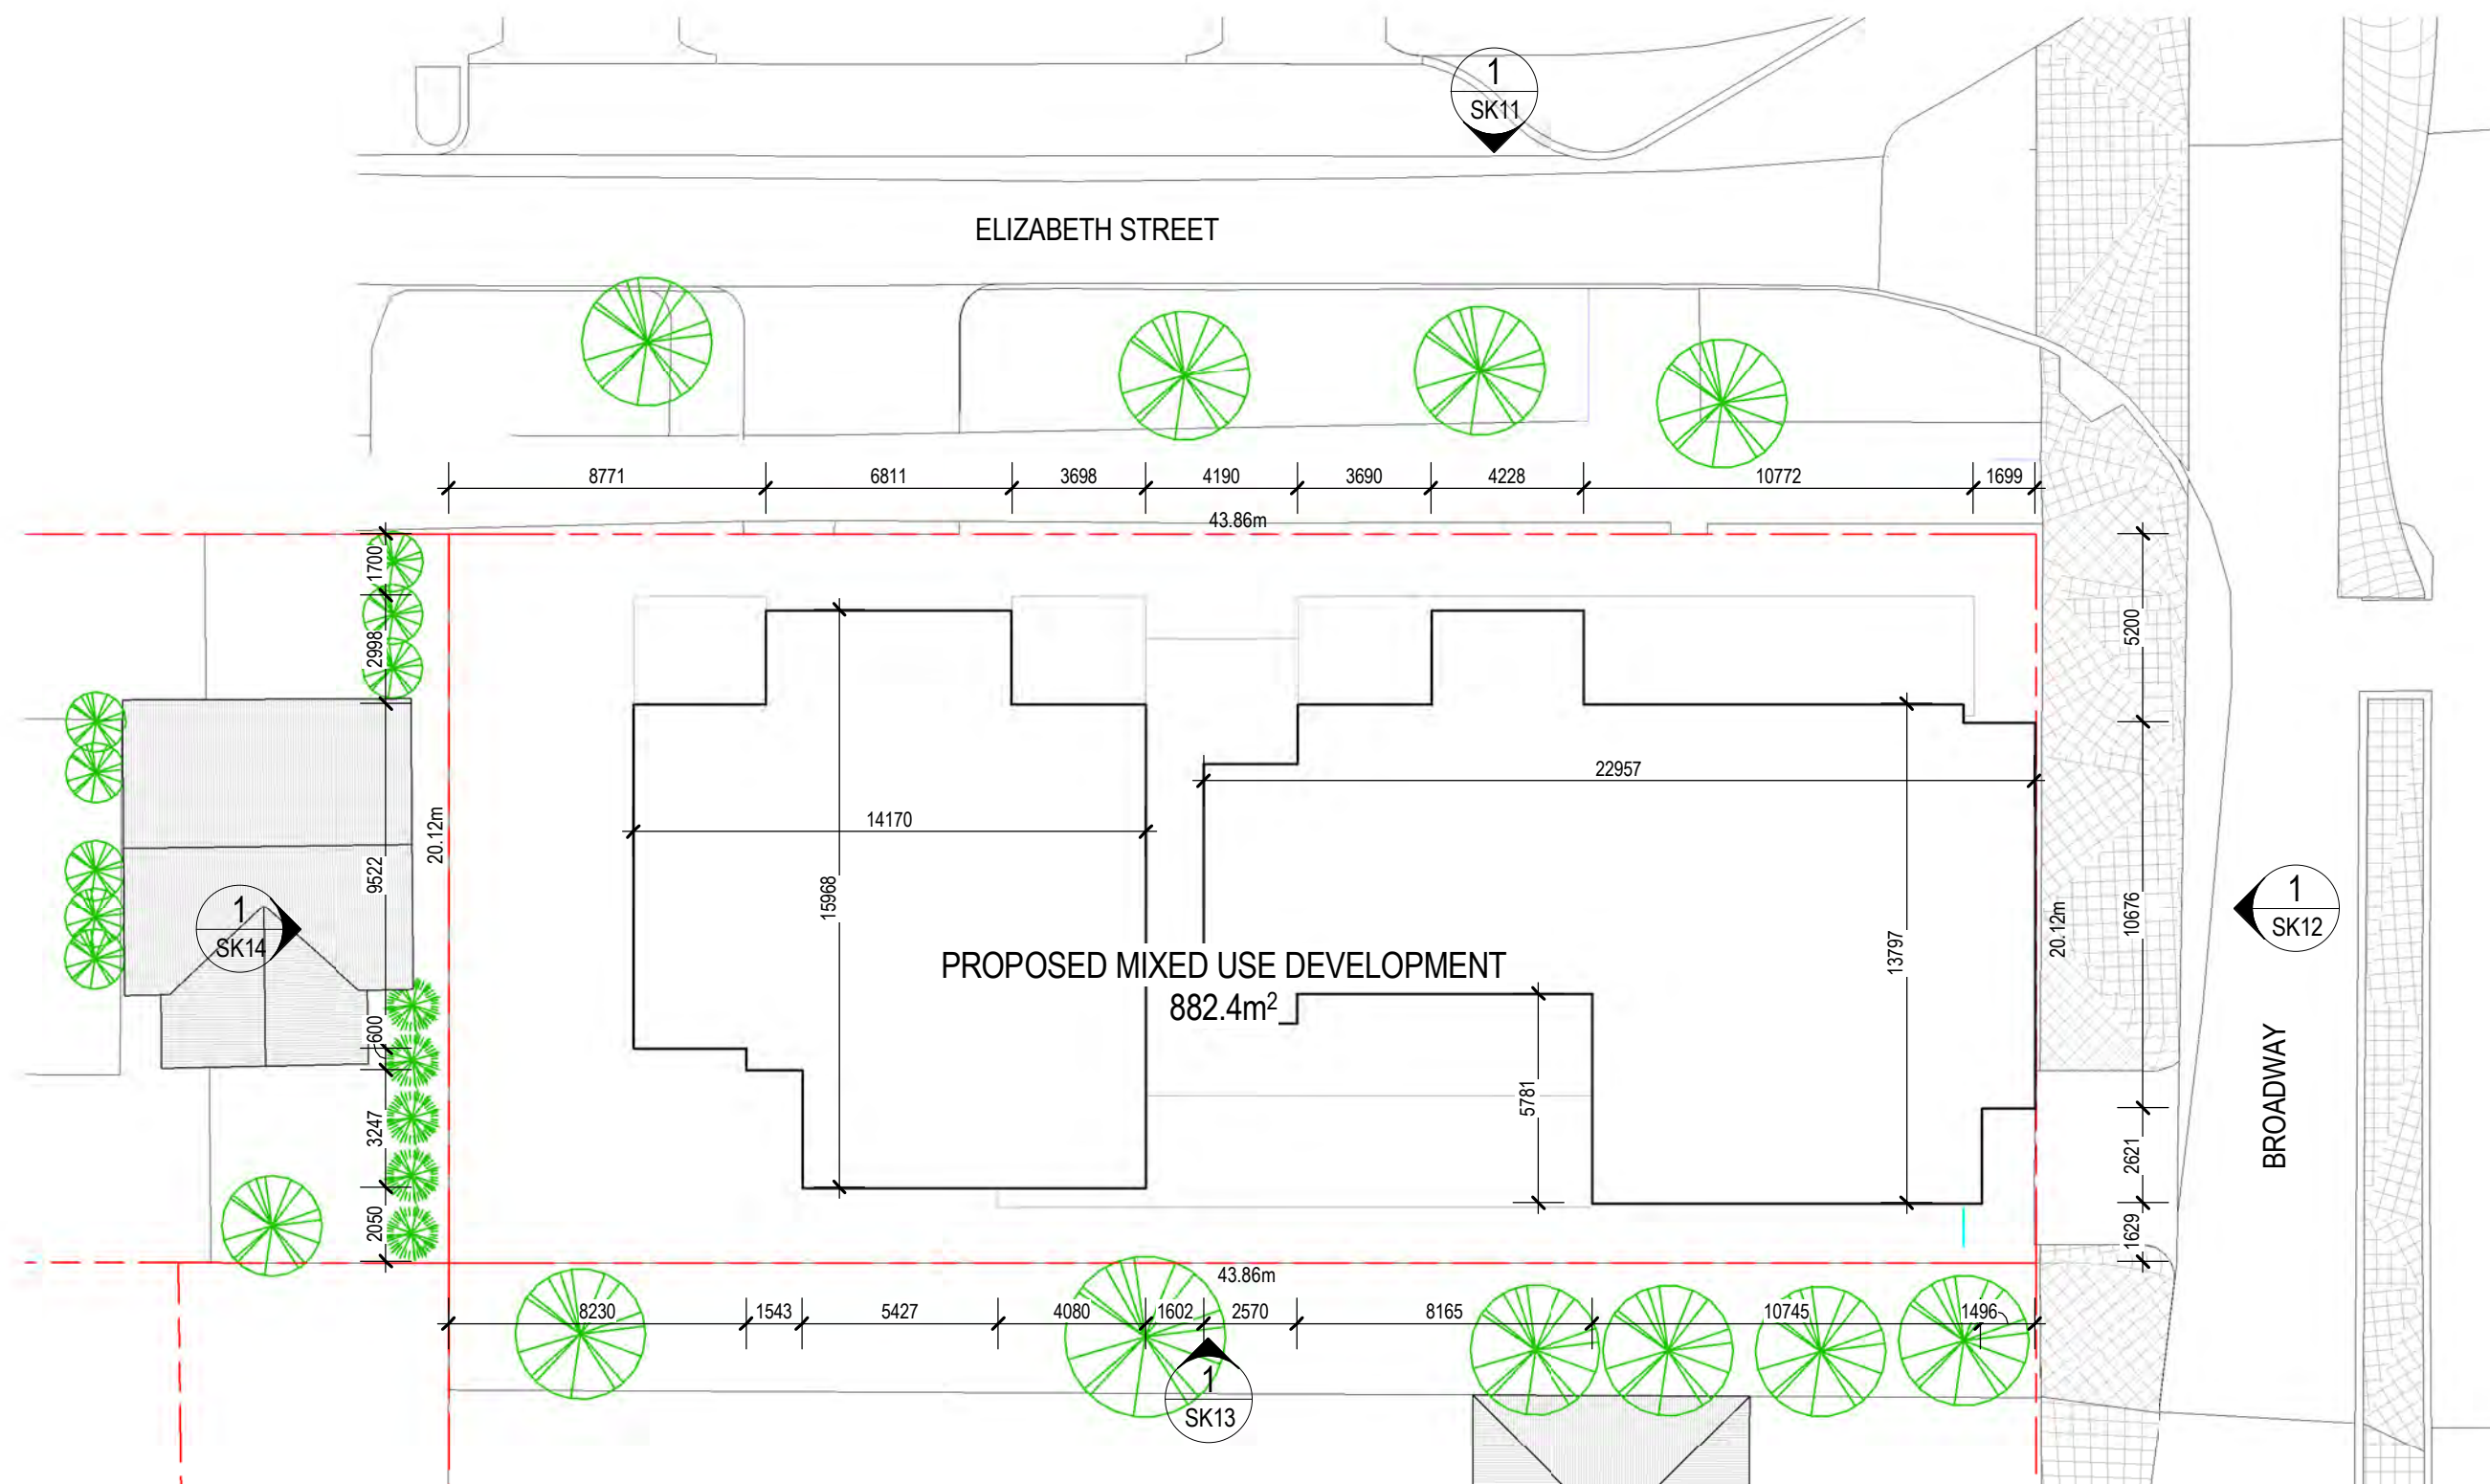 1
SK11
ELIZABETH STREET
8771 6811 3698 4190 3690 4228 10772 1699
43.86m
1700
2998
9522
600
3247
2050
20.12m
5200
10676
2621
1629
20.12m
22957
14170
15968
13797
5781
PROPOSED MIXED USE DEVELOPMENT
882.4m²
1
SK14
1
SK12
BROADWAY
43.86m
8230 1543 5427 4080 1602 2570 8165 10745 1496
1
SK13